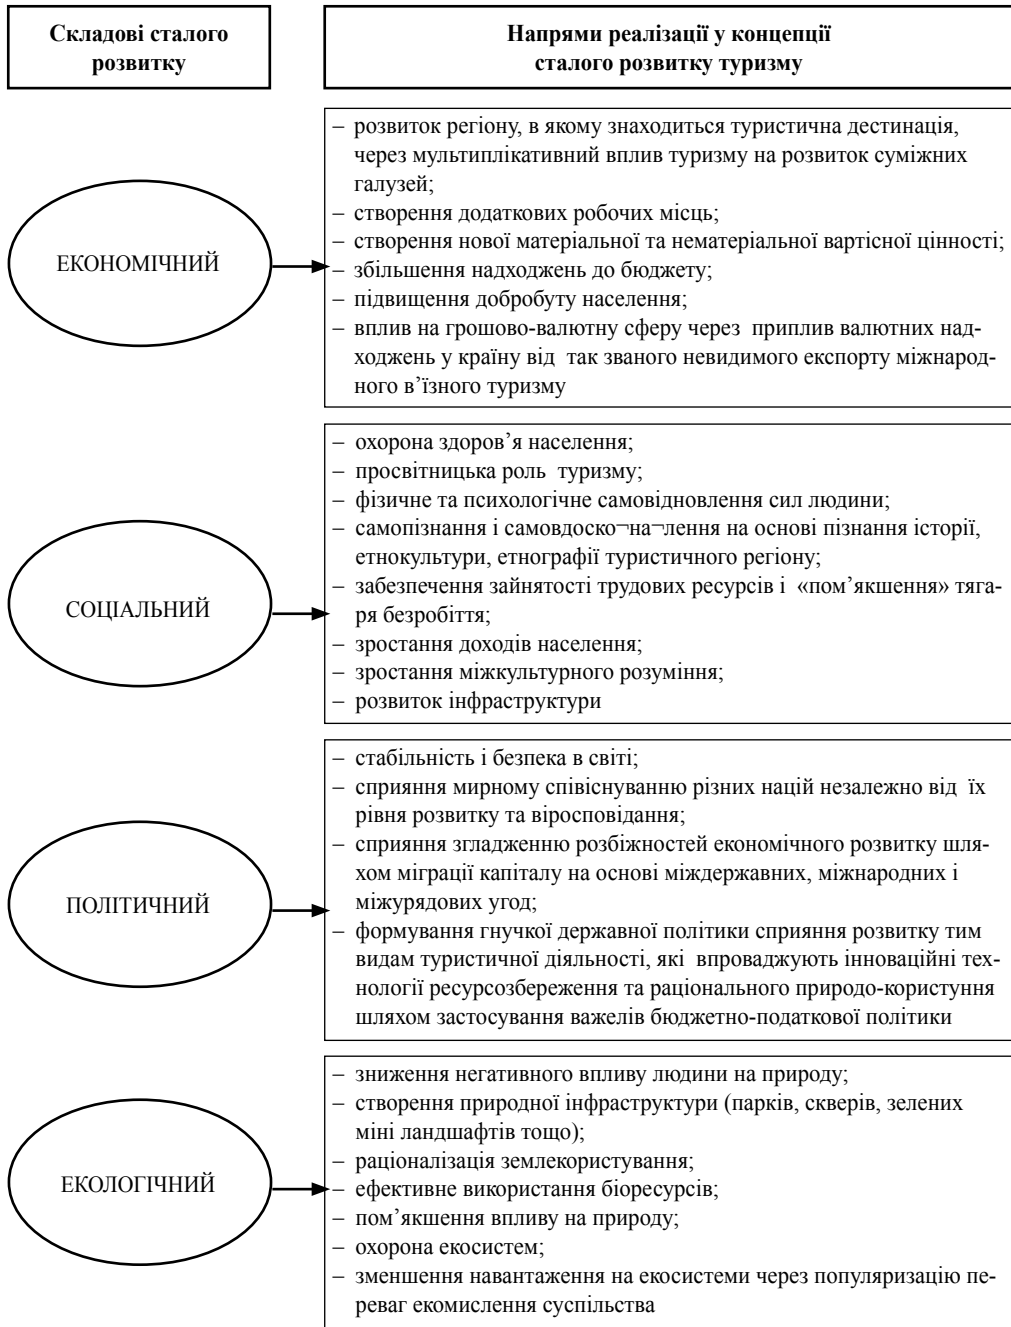 Складові сталого
розвитку
Напрями реалізації у концепції
сталого розвитку туризму
ЕКОНОМІЧНИЙ
– розвиток регіону, в якому знаходиться туристична дестинація,
через мультиплікативний вплив туризму на розвиток суміжних
галузей;
– створення додаткових робочих місць;
– створення нової матеріальної та нематеріальної вартісної цінності;
– збільшення надходжень до бюджету;
– підвищення добробуту населення;
– вплив на грошово-валютну сферу через приплив валютних над-
ходжень у країну від так званого невидимого експорту міжнарод-
ного в’їзного туризму
СОЦІАЛЬНИЙ
– охорона здоров’я населення;
– просвітницька роль туризму;
– фізичне та психологічне самовідновлення сил людини;
– самопізнання і самовдоско¬на¬лення на основі пізнання історії,
етнокультури, етнографії туристичного регіону;
– забезпечення зайнятості трудових ресурсів і «пом’якшення» тяга-
ря безробіття;
– зростання доходів населення;
– зростання міжкультурного розуміння;
– розвиток інфраструктури
ПОЛІТИЧНИЙ
– стабільність і безпека в світі;
– сприяння мирному співіснуванню різних націй незалежно від їх
рівня розвитку та віросповідання;
– сприяння згладженню розбіжностей економічного розвитку шля-
хом міграції капіталу на основі міждержавних, міжнародних і
міжурядових угод;
– формування гнучкої державної політики сприяння розвитку тим
видам туристичної діяльності, які впроваджують інноваційні тех-
нології ресурсозбереження та раціонального природо-користуння
шляхом застосування важелів бюджетно-податкової політики
ЕКОЛОГІЧНИЙ
– зниження негативного впливу людини на природу;
– створення природної інфраструктури (парків, скверів, зелених
міні ландшафтів тощо);
– раціоналізація землекористування;
– ефективне використання біоресурсів;
– пом’якшення впливу на природу;
– охорона екосистем;
– зменшення навантаження на екосистеми через популяризацію пе-
реваг екомислення суспільства